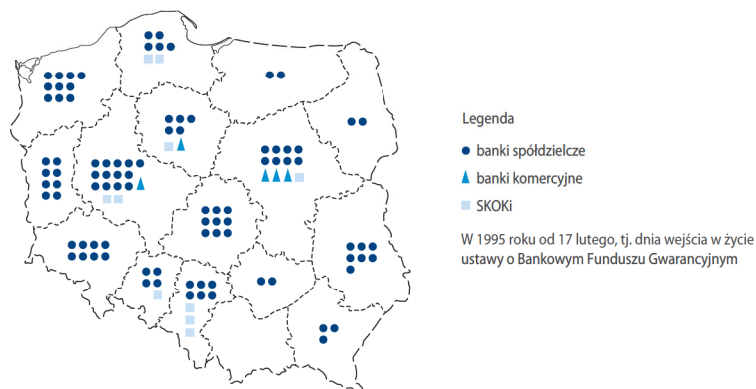 Legenda
banki spółdzielcze
banki komercyjne
SKOKi
W 1995 roku od 17 lutego, tj. dnia wejścia w życie
ustawy o Bankowym Funduszu Gwarancyjnym